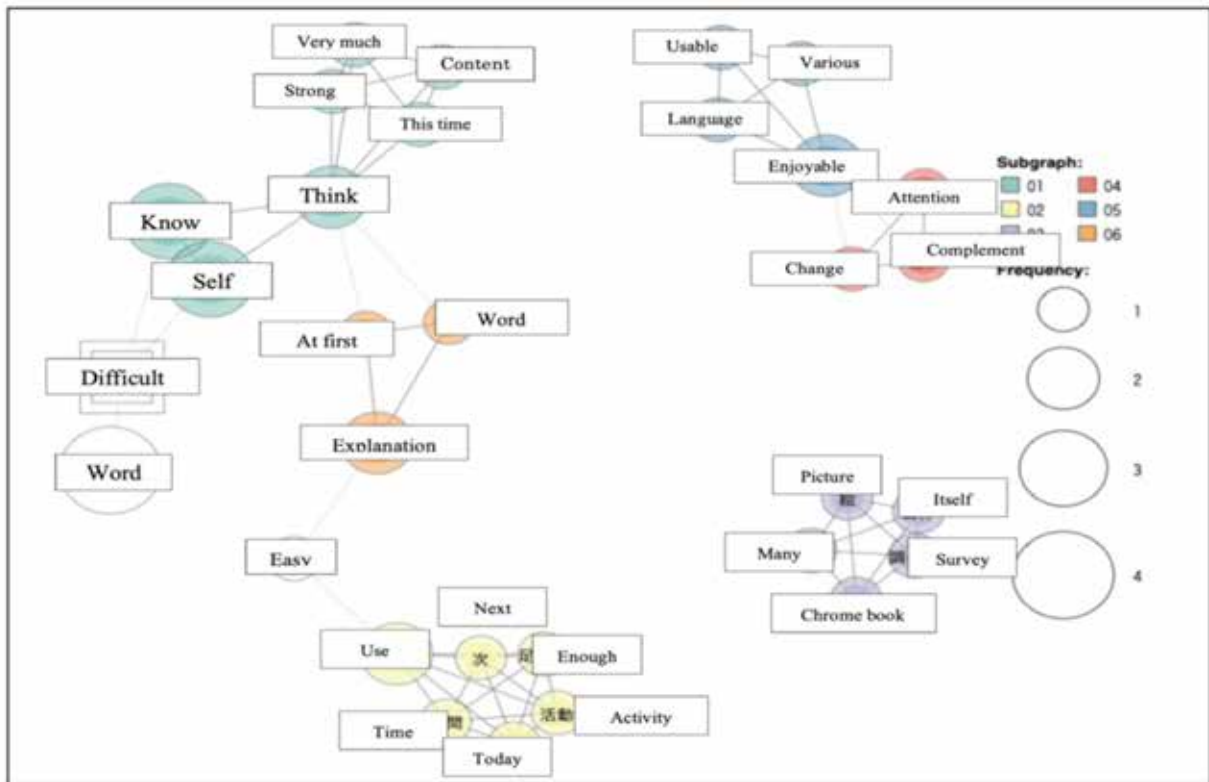 Very much
Content
Strong
This time
Think
Know
Self
At first
Word
Difficult
Explanation
Word
Easy
Next
Use
次
Enough
活動
Activity
Time
間
Today
Usable
Various
Language
Enjoyable
Attention
Complement
Change
Subgraph:
01
04
02
05
06
Frequency:
1
2
3
4
Picture
Itself
Many
Survey
Chrome book